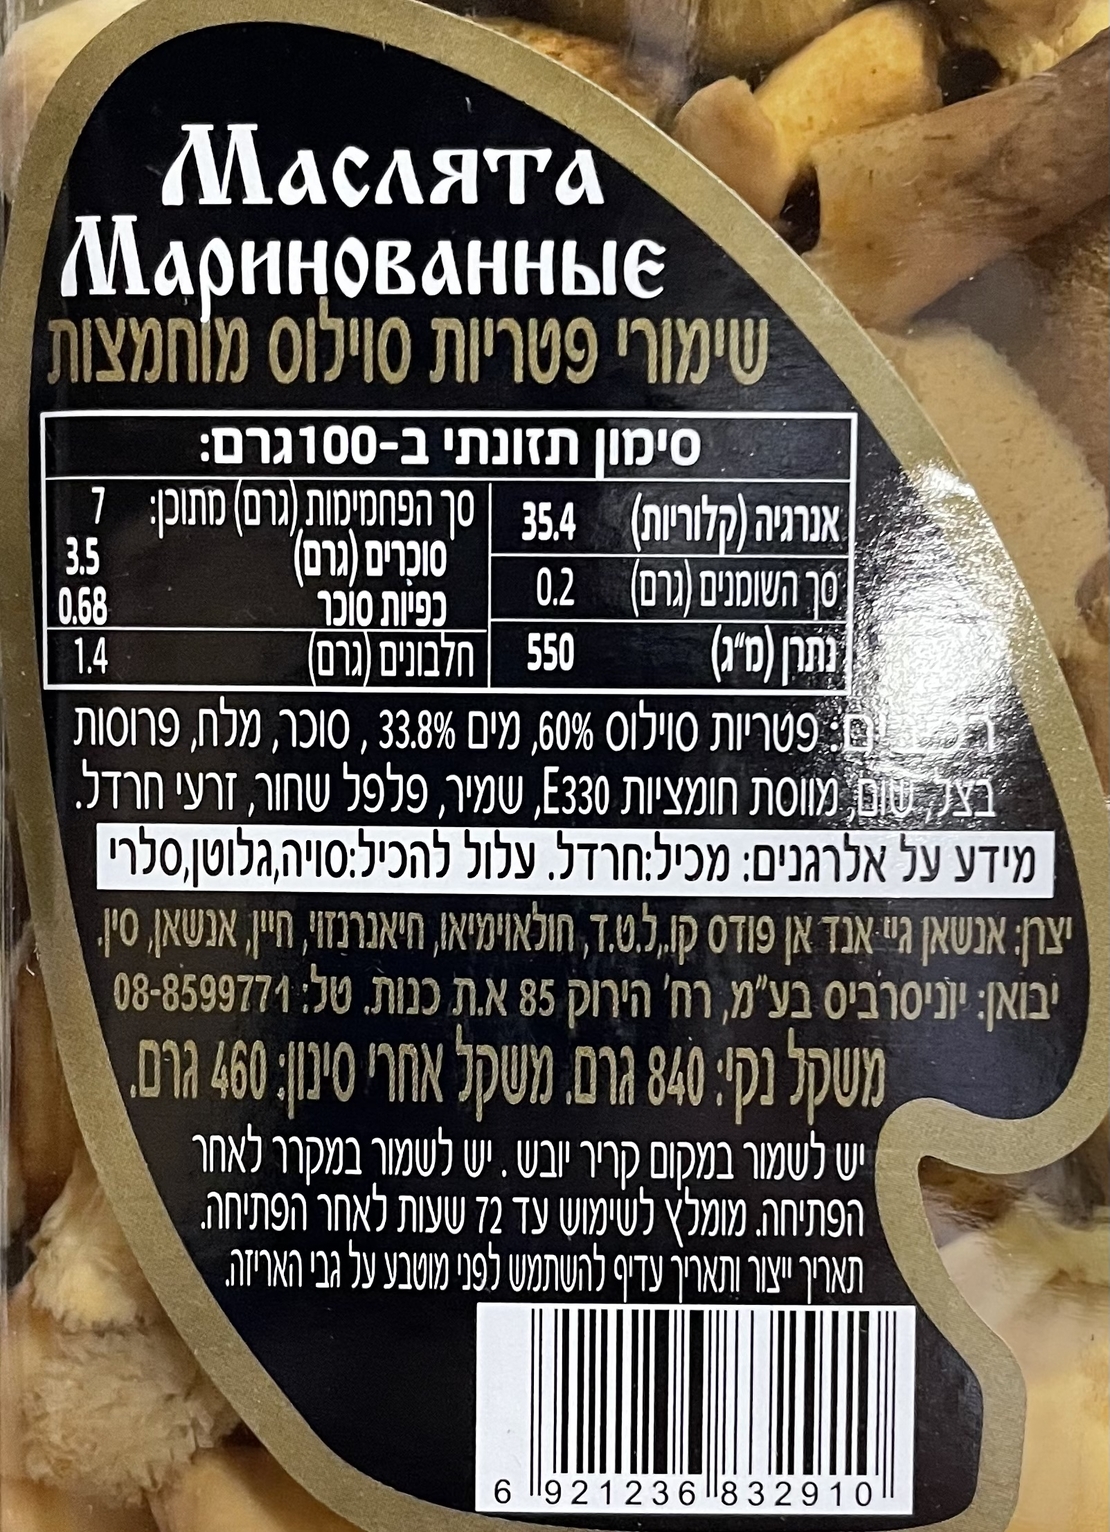 Маслята
Маринованные
שימורי פטריות סוילוס מוחמצות
סימון תזונתי ב-100גרם:
אנרגיה (קלוריות) 35.4
סך השומנים (גרם) 0.2
נתרן (מ"ג) 550
סך הפחמימות (גרם) מתוכן: 7
סוכרים (גרם) 3.5
כפיות סוכר 0.68
חלבונים (גרם) 1.4
רכיבים: פטריות סוילוס 60%, מים 33.8% , סוכר, מלח, פרוסות
בצל, שום, מווסת חומציות E330, שמיר, פלפל שחור, זרעי חרדל.
מידע על אלרגנים: מכיל:חרדל. עלול להכיל:סויה,גלוטן,סלרי
יצרן: אנשאן גיי אנד אן פודס קו.,ל.ט.ד, חולאוימיאו, חיאנרנזוי, חיין, אנשאן, סין.
יבואן: יוניסרביס בע"מ, רח' הירוק 85 א.ת כנות. טל: 08-8599771
משקל נקי: 840 גרם. משקל אחרי סינון: 460 גרם.
יש לשמור במקום קריר יובש . יש לשמור במקרר לאחר
הפתיחה. מומלץ לשימוש עד 72 שעות לאחר הפתיחה.
תאריך ייצור ותאריך עדיף להשתמש לפני מוטבע על גבי האריזה.
6 921236 832910